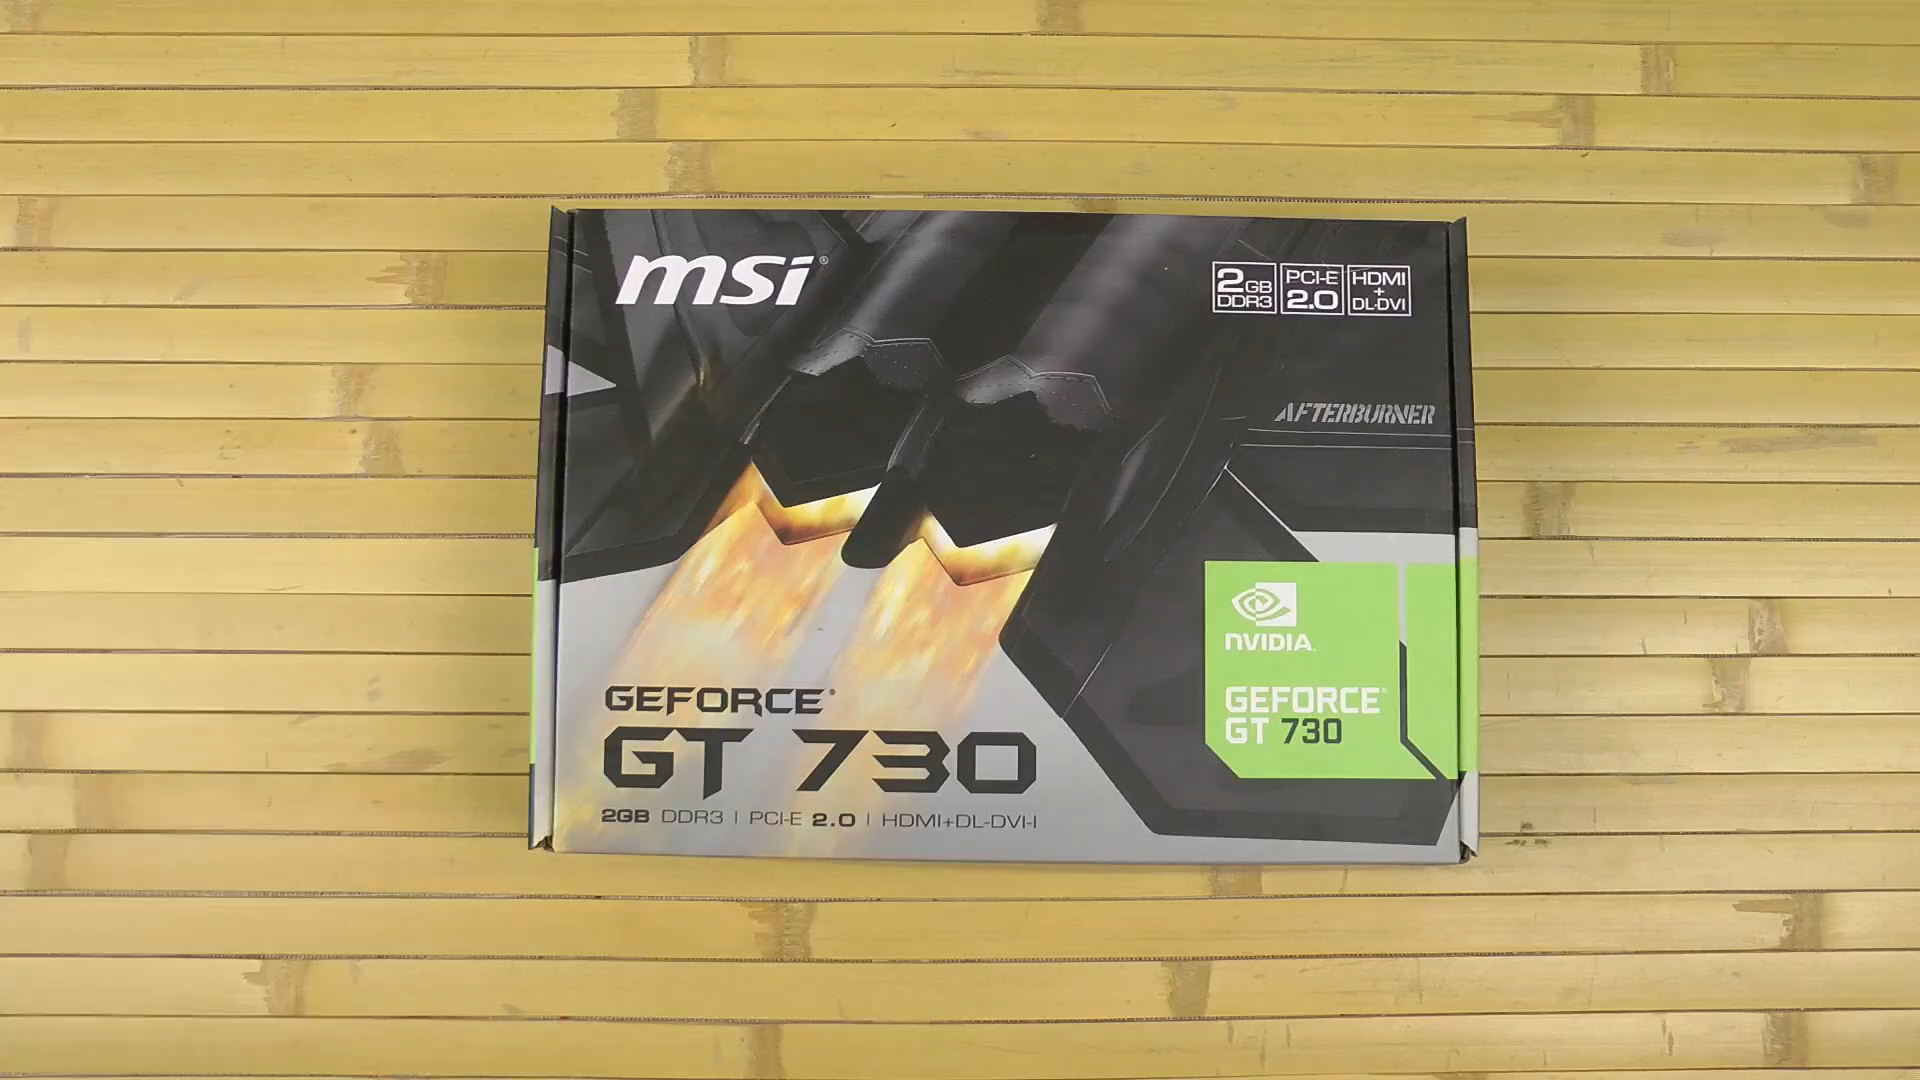 msi®
2GB DDR3
PCI-E 2.0
HDMI + DL-DVI
AFTERBURNER
NVIDIA.
GEFORCE®
GT 730
GEFORCE®
GT 730
2GB DDR3 | PCI-E 2.0 | HDMI+DL-DVI-I